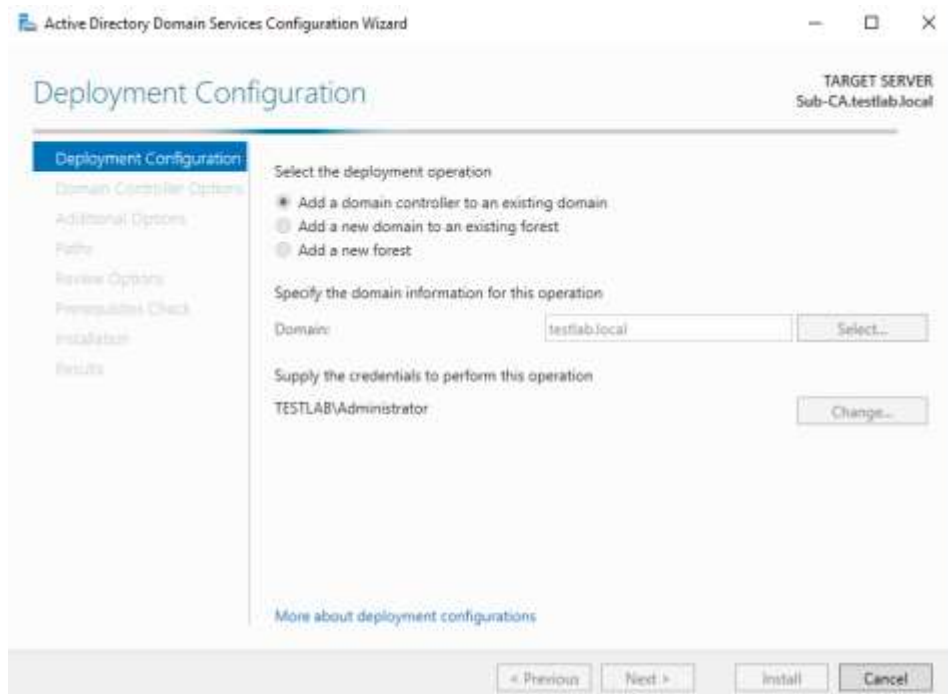 Active Directory Domain Services Configuration Wizard
Deployment Configuration
TARGET SERVER
Sub-CA.testlab.local
Deployment Configuration
Domain Controller Options
Additional Options
Paths
Review Options
Prerequisites Check
Installation
Results
Select the deployment operation
Add a domain controller to an existing domain
Add a new domain to an existing forest
Add a new forest
Specify the domain information for this operation
Domain:
testlab.local
Select...
Supply the credentials to perform this operation
TESTLAB\Administrator
Change...
More about deployment configurations
< Previous
Next >
Install
Cancel